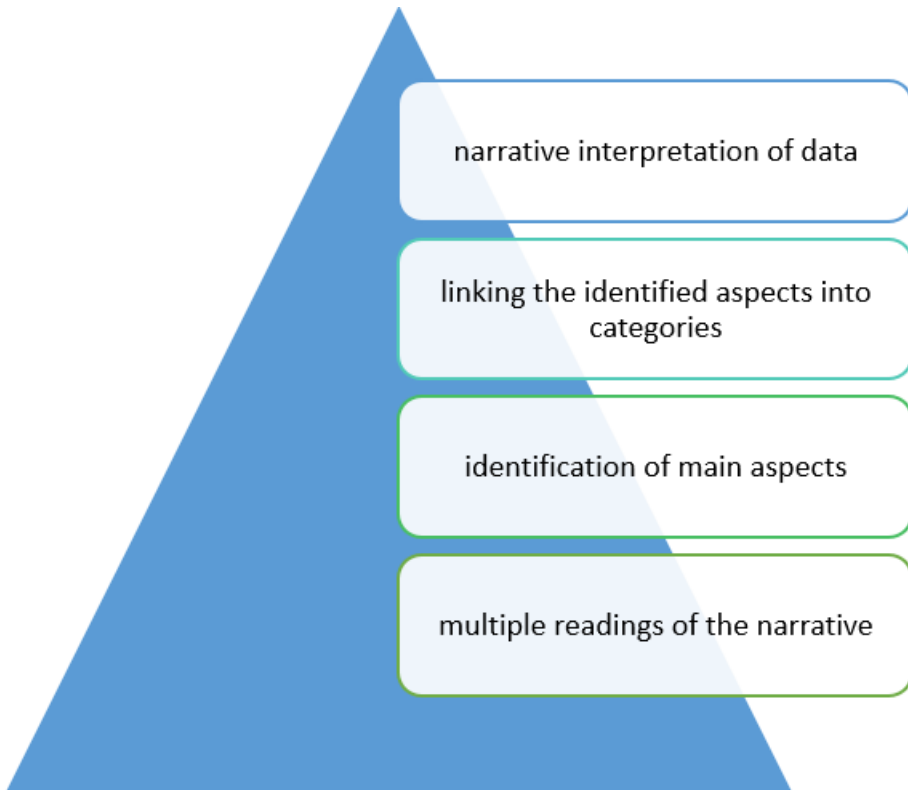 narrative interpretation of data
linking the identified aspects into
categories
identification of main aspects
multiple readings of the narrative